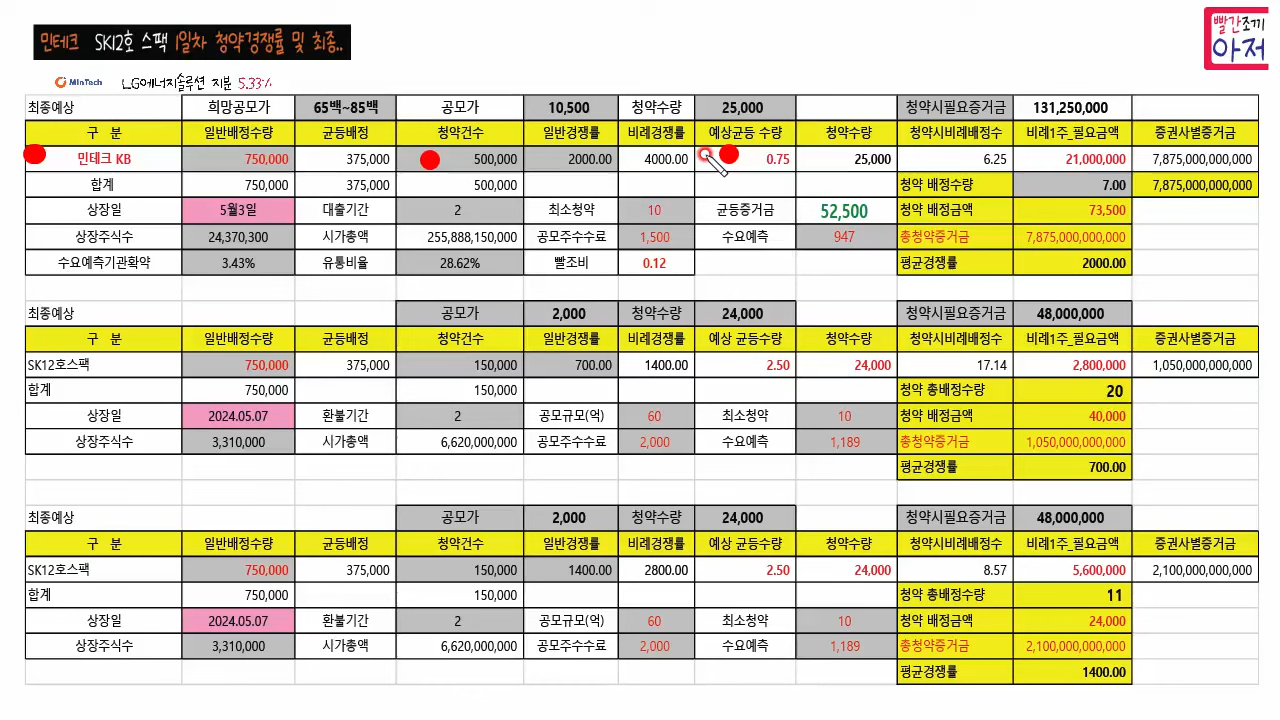 민테크 SK12호 스팩 1일차 청약경쟁률 및 최종..
빨간조끼
아저
MinTech LG에너지솔루션 지분 5.33%
최종예상 희망공모가 65백~85백 공모가 10,500 청약수량 25,000 청약시필요증거금 131,250,000
구 분 일반배정수량 균등배정 청약건수 일반경쟁률 비례경쟁률 예상균등 수량 청약수량 청약시비례배정수 비례1주_필요금액 증권사별증거금
민테크 KB 750,000 375,000 500,000 2000.00 4000.00 0.75 25,000 6.25 21,000,000 7,875,000,000,000
합계 750,000 375,000 500,000 청약 배정수량 7.00 7,875,000,000,000
상장일 5월3일 대출기간 2 최소청약 10 균등증거금 52,500 청약 배정금액 73,500
상장주식수 24,370,300 시가총액 255,888,150,000 공모주수수료 1,500 수요예측 947 총청약증거금 7,875,000,000,000
수요예측기관확약 3.43% 유통비율 28.62% 빨조비 0.12 평균경쟁률 2000.00
최종예상 공모가 2,000 청약수량 24,000 청약시필요증거금 48,000,000
구 분 일반배정수량 균등배정 청약건수 일반경쟁률 비례경쟁률 예상 균등수량 청약수량 청약시비례배정수 비례1주_필요금액 증권사별증거금
SK12호스팩 750,000 375,000 150,000 700.00 1400.00 2.50 24,000 17.14 2,800,000 1,050,000,000,000
합계 750,000 150,000 청약 총배정수량 20
상장일 2024.05.07 환불기간 2 공모규모(억) 60 최소청약 10 청약 배정금액 40,000
상장주식수 3,310,000 시가총액 6,620,000,000 공모주수수료 2,000 수요예측 1,189 총청약증거금 1,050,000,000,000
평균경쟁률 700.00
최종예상 공모가 2,000 청약수량 24,000 청약시필요증거금 48,000,000
구 분 일반배정수량 균등배정 청약건수 일반경쟁률 비례경쟁률 예상 균등수량 청약수량 청약시비례배정수 비례1주_필요금액 증권사별증거금
SK12호스팩 750,000 375,000 150,000 1400.00 2800.00 2.50 24,000 8.57 5,600,000 2,100,000,000,000
합계 750,000 150,000 청약 총배정수량 11
상장일 2024.05.07 환불기간 2 공모규모(억) 60 최소청약 10 청약 배정금액 24,000
상장주식수 3,310,000 시가총액 6,620,000,000 공모주수수료 2,000 수요예측 1,189 총청약증거금 2,100,000,000,000
평균경쟁률 1400.00